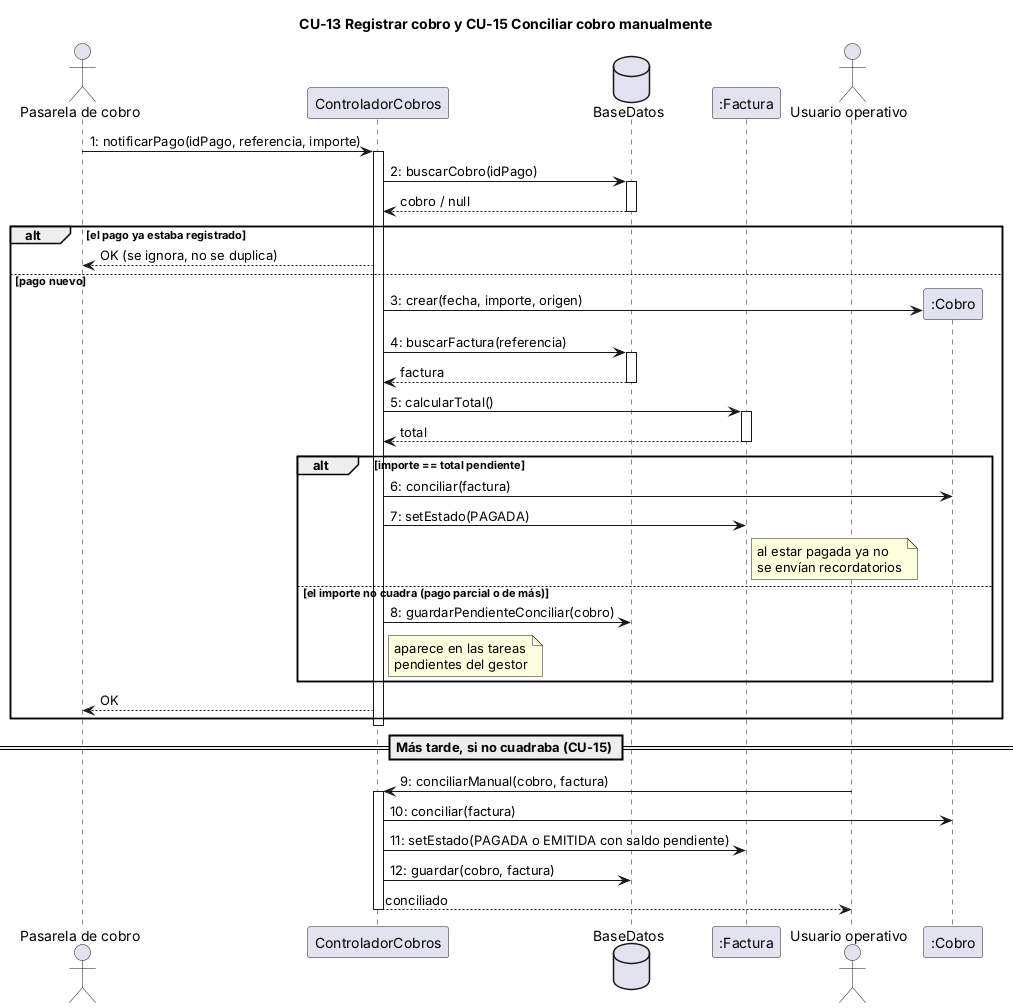 CU-13 Registrar cobro y CU-15 Conciliar cobro manualmente
Pasarela de cobro
ControladorCobros
BaseDatos
:Factura
Usuario operativo
1: notificarPago(idPago, referencia, importe)
2: buscarCobro(idPago)
cobro / null
alt
[el pago ya estaba registrado]
OK (se ignora, no se duplica)
[pago nuevo]
3: crear(fecha, importe, origen)
:Cobro
4: buscarFactura(referencia)
factura
5: calcularTotal()
total
alt
[importe == total pendiente]
6: conciliar(factura)
7: setEstado(PAGADA)
al estar pagada ya no
se envían recordatorios
[el importe no cuadra (pago parcial o de más)]
8: guardarPendienteConciliar(cobro)
aparece en las tareas
pendientes del gestor
OK
Más tarde, si no cuadraba (CU-15)
9: conciliarManual(cobro, factura)
10: conciliar(factura)
11: setEstado(PAGADA o EMITIDA con saldo pendiente)
12: guardar(cobro, factura)
conciliado
Pasarela de cobro
ControladorCobros
BaseDatos
:Factura
Usuario operativo
:Cobro